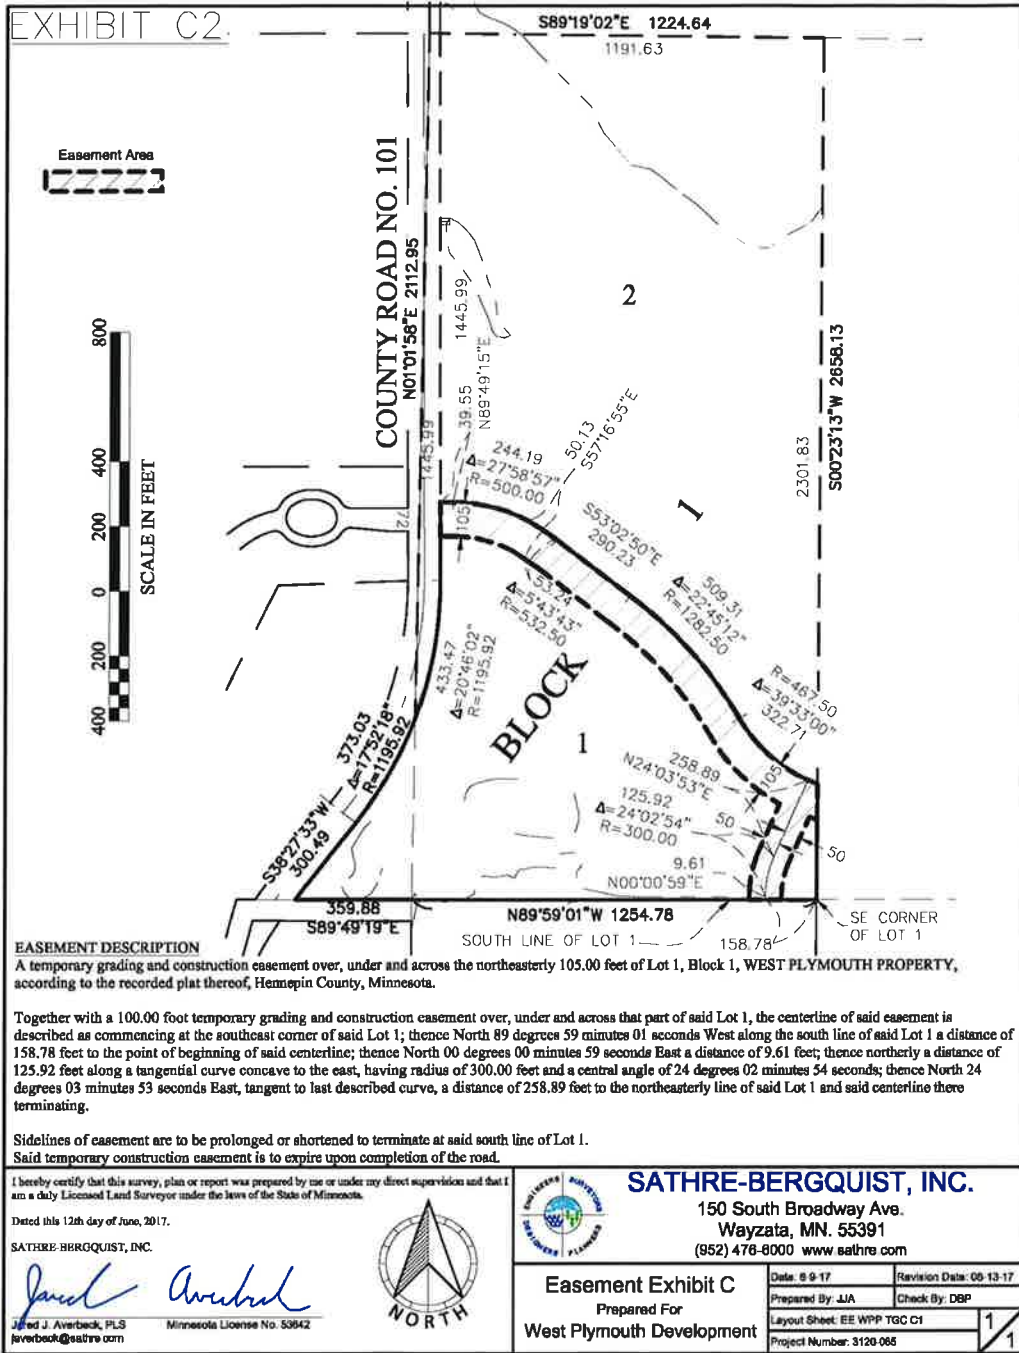 EXHIBIT C2
S89°19'02"E 1224.64
1191.63
Easement Area
COUNTY ROAD NO. 101
N01°01'58"E 2112.95
1445.99
1445.99
2
39.55
N89°49'15"E
50.13
S57°16'55"E
244.19
Δ=27°58'57"
R=500.00
S00°23'13"W 2658.13
2301.83
800
400
200
0
200
400
SCALE IN FEET
72
105
1
S53°02'50"E
290.23
509.31
Δ=22°45'12"
R=1282.50
53.24
Δ=5°43'43"
R=532.50
433.47
Δ=20°46'02"
R=1195.92
BLOCK
1
R=467.50
Δ=39°33'00"
322.71
373.03
Δ=17°52'18"
R=1195.92
105
258.89
N24°03'53"E
125.92
Δ=24°02'54"
R=300.00
50
50
S38°27'33"W
300.49
9.61
N00°00'59"E
359.88
S89°49'19"E
N89°59'01"W 1254.78
SOUTH LINE OF LOT 1
158.78
SE CORNER
OF LOT 1
EASEMENT DESCRIPTION
A temporary grading and construction easement over, under and across the northeasterly 105.00 feet of Lot 1, Block 1, WEST PLYMOUTH PROPERTY,
according to the recorded plat thereof, Hennepin County, Minnesota.
Together with a 100.00 foot temporary grading and construction easement over, under and across that part of said Lot 1, the centerline of said easement is
described as commencing at the southeast corner of said Lot 1; thence North 89 degrees 59 minutes 01 seconds West along the south line of said Lot 1 a distance of
158.78 feet to the point of beginning of said centerline; thence North 00 degrees 00 minutes 59 seconds East a distance of 9.61 feet; thence northerly a distance of
125.92 feet along a tangential curve concave to the east, having radius of 300.00 feet and a central angle of 24 degrees 02 minutes 54 seconds; thence North 24
degrees 03 minutes 53 seconds East, tangent to last described curve, a distance of 258.89 feet to the northeasterly line of said Lot 1 and said centerline there
terminating.
Sidelines of easement are to be prolonged or shortened to terminate at said south line of Lot 1.
Said temporary construction easement is to expire upon completion of the road.
I hereby certify that this survey, plan or report was prepared by me or under my direct supervision and that I
am a duly Licensed Land Surveyor under the laws of the State of Minnesota.
Dated this 12th day of June, 2017.
SATHRE-BERGQUIST, INC.
Jared J. Averbeck, PLS
Minnesota License No. 53642
javerbeck@sathre.com
NORTH
ENGINEERS SURVEYORS
DESIGNERS PLANNERS
SATHRE-BERGQUIST, INC.
150 South Broadway Ave.
Wayzata, MN. 55391
(952) 476-6000 www.sathre.com
Easement Exhibit C
Prepared For
West Plymouth Development
Date: 6-9-17
Revision Date: 06-13-17
Prepared By: JJA
Check By: DBP
Layout Sheet: EE WPP TGC C1
Project Number: 3120-065
1/1